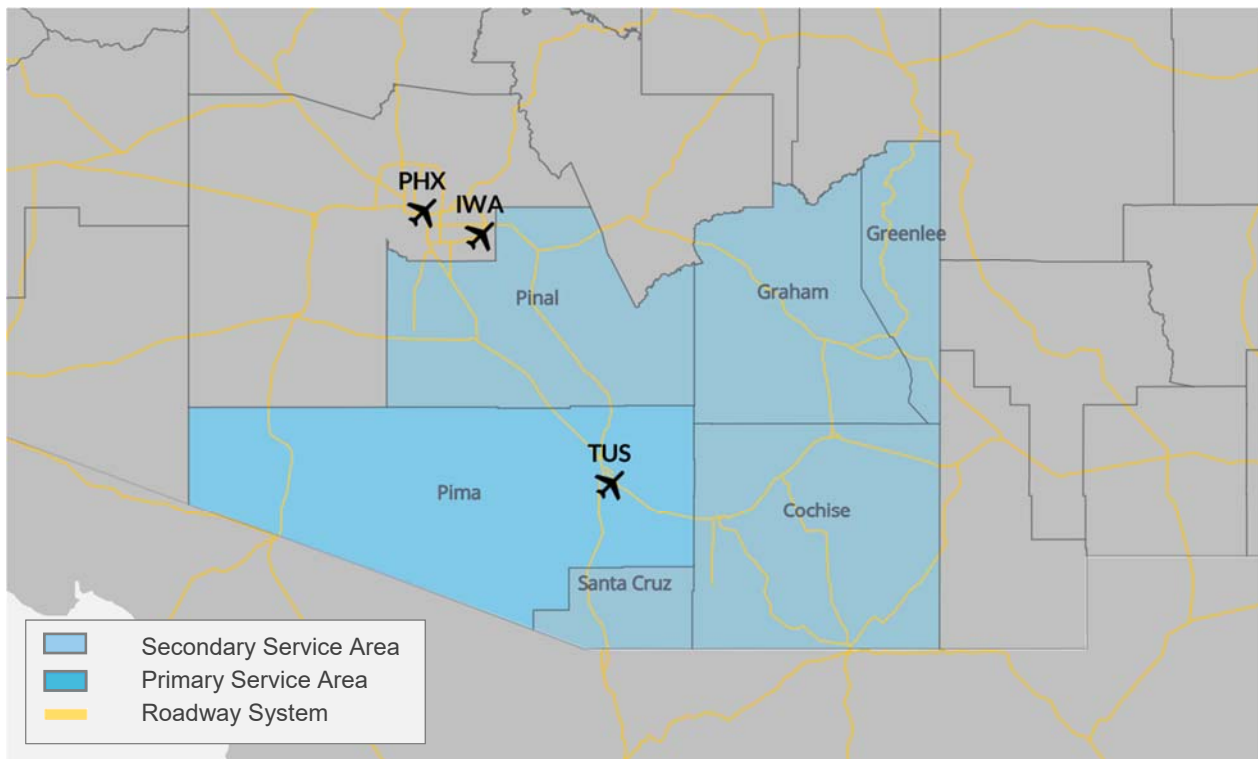 PHX
IWA
Greenlee
Graham
Pinal
TUS
Pima
Cochise
Santa Cruz
Secondary Service Area
Primary Service Area
Roadway System